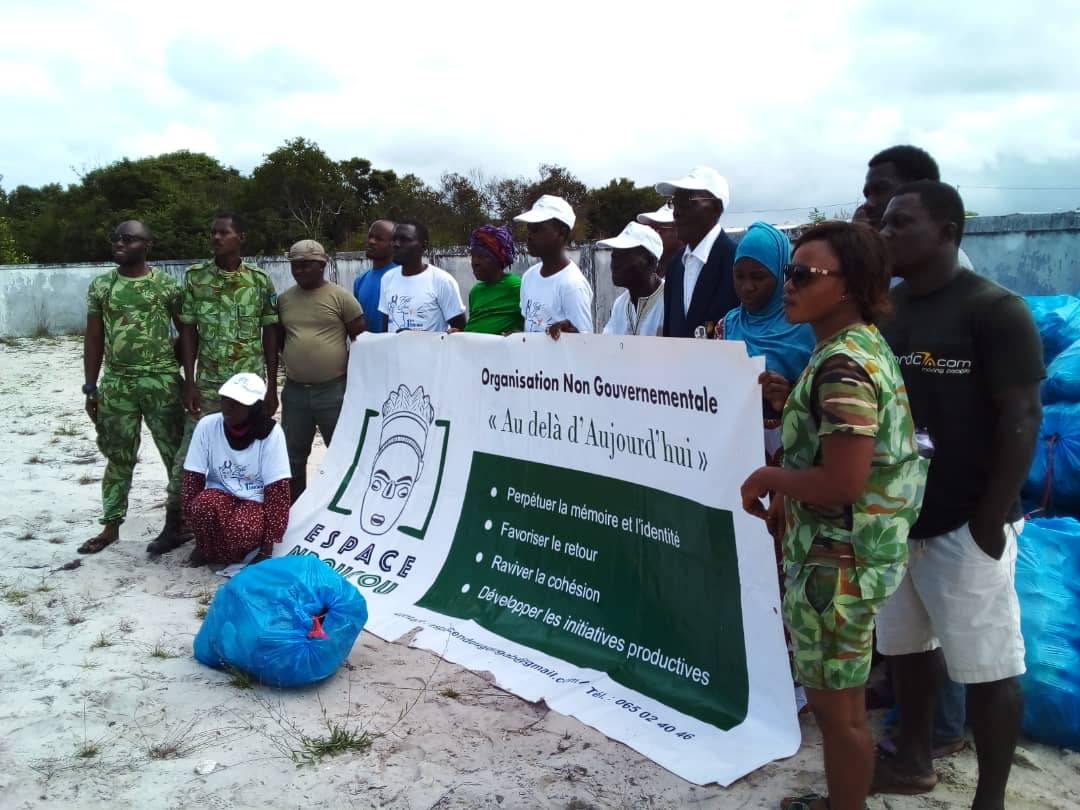 Organisation Non Gouvernementale
« Au delà d'Aujourd'hui »
• Perpétuer la mémoire et l'identité
• Favoriser le retour
• Raviver la cohésion
• Développer les initiatives productives
ESPACE
Tél. : 065 02 40 46
.com
moving people